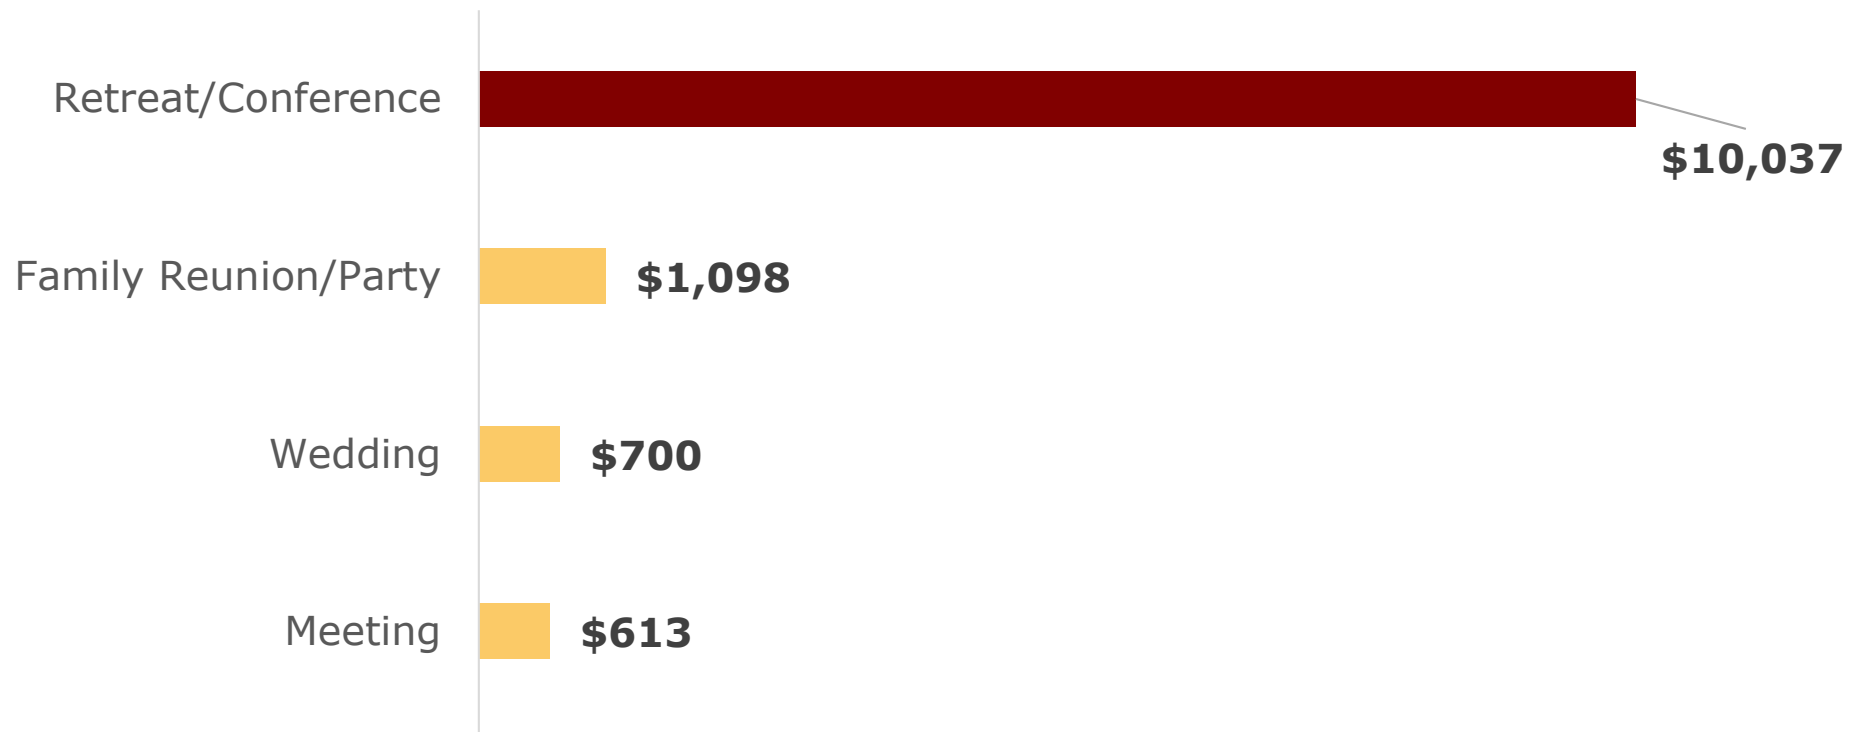 Retreat/Conference
$10,037
Family Reunion/Party
$1,098
Wedding
$700
Meeting
$613